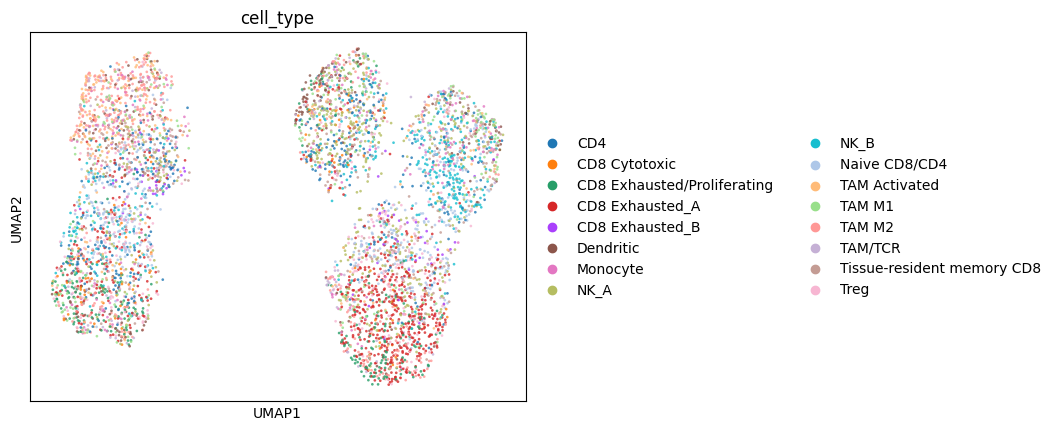 cell_type
UMAP2
UMAP1
CD4
CD8 Cytotoxic
CD8 Exhausted/Proliferating
CD8 Exhausted_A
CD8 Exhausted_B
Dendritic
Monocyte
NK_A
NK_B
Naive CD8/CD4
TAM Activated
TAM M1
TAM M2
TAM/TCR
Tissue-resident memory CD8
Treg